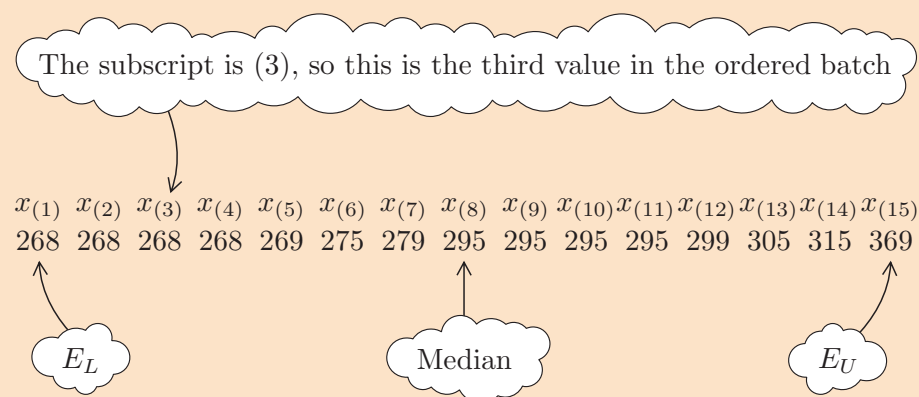 The subscript is (3), so this is the third value in the ordered batch
x(1) x(2) x(3) x(4) x(5) x(6) x(7) x(8) x(9) x(10) x(11) x(12) x(13) x(14) x(15)
268 268 268 268 269 275 279 295 295 295 295 299 305 315 369
E_L Median E_U